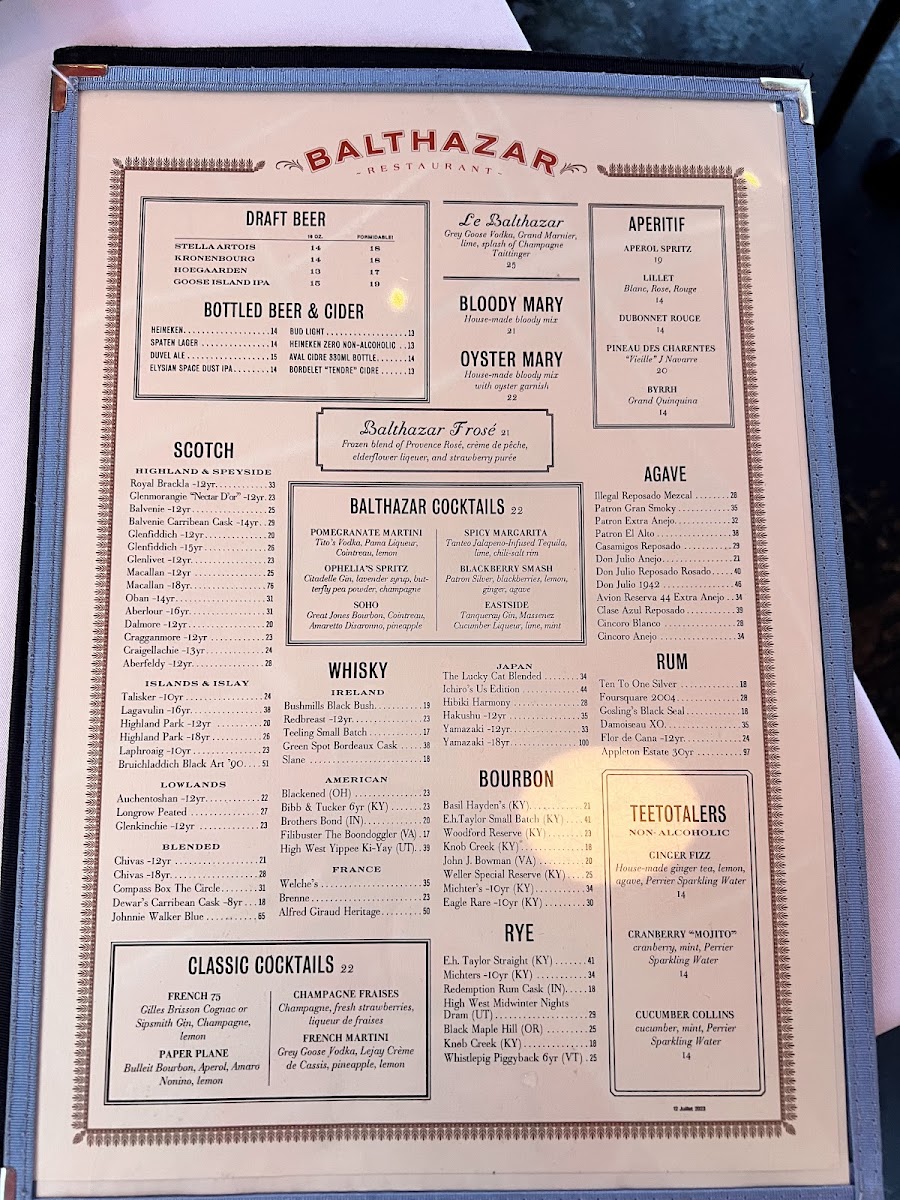 BALTHAZAR
-RESTAURANT-
DRAFT BEER
16 OZ. FORMIDABLE!
STELLA ARTOIS 14 18
KRONENBOURG 14 18
HOEGAARDEN 13 17
GOOSE ISLAND IPA 15 19
BOTTLED BEER & CIDER
HEINEKEN....................14
SPATEN LAGER................14
DUVEL ALE...................15
ELYSIAN SPACE DUST IPA........14
BUD LIGHT...................13
HEINEKEN ZERO NON-ALCOHOLIC ..13
AVAL CIDRE 330ML BOTTLE.......14
BORDELET "TENDRE" CIDRE ......13
Le Balthazar
Grey Goose Vodka, Grand Marnier,
lime, splash of Champagne
Taittinger
25
BLOODY MARY
House-made bloody mix
21
OYSTER MARY
House-made bloody mix
with oyster garnish
22
APERITIF
APEROL SPRITZ
19
LILLET
Blanc, Rose, Rouge
14
DUBONNET ROUGE
14
PINEAU DES CHARENTES
"Vieille" J Navarre
20
BYRRH
Grand Quinquina
14
Balthazar Frosé 21
Frozen blend of Provence Rosé, crème de pêche,
elderflower liqueur, and strawberry purée
SCOTCH
HIGHLAND & SPEYSIDE
Royal Brackla -12yr.............33
Glenmorangie "Nectar D'or" -12yr. 23
Balvenie -12yr..................25
Balvenie Carribean Cask -14yr.. 29
Glenfiddich -12yr...............20
Glenfiddich -15yr...............26
Glenlivet -12yr.................23
Macallan -12yr..................25
Macallan -18yr..................76
Oban -14yr......................31
Aberlour -16yr..................31
Dalmore -12yr...................20
Cragganmore -12yr...............23
Craigellachie -13yr.............24
Aberfeldy -12yr.................28
ISLANDS & ISLAY
Talisker -10yr..................24
Lagavulin -16yr.................38
Highland Park -12yr.............20
Highland Park -18yr.............26
Laphroaig -10yr.................23
Bruichladdich Black Art '90....51
LOWLANDS
Auchentoshan -12yr..............22
Longrow Peated .................27
Glenkinchie -12yr...............23
BLENDED
Chivas -12yr....................21
Chivas -18yr....................28
Compass Box The Circle..........31
Dewar's Carribean Cask -8yr... 18
Johnnie Walker Blue ............65
BALTHAZAR COCKTAILS 22
POMEGRANATE MARTINI
Tito's Vodka, Pama Liqueur,
Cointreau, lemon
OPHELIA'S SPRITZ
Citadelle Gin, lavender syrup, but-
terfly pea powder, champagne
SOHO
Great Jones Bourbon, Cointreau,
Amaretto Disaronno, pineapple
SPICY MARGARITA
Tanteo Jalapeno-Infused Tequila,
lime, chili-salt rim
BLACKBERRY SMASH
Patron Silver, blackberries, lemon,
ginger, agave
EASTSIDE
Tanqueray Gin, Massenez
Cucumber Liqueur, lime, mint
AGAVE
Illegal Reposado Mezcal ........28
Patron Gran Smoky ..............35
Patron Extra Anejo..............32
Patron El Alto .................38
Casamigos Reposado .............29
Don Julio Anejo.................21
Don Julio Reposado Rosado.......40
Don Julio 1942 .................46
Avion Reserva 44 Extra Anejo .. 34
Clase Azul Reposado.............39
Cincoro Blanco .................28
Cincoro Anejo ..................34
WHISKY
IRELAND
Bushmills Black Bush............19
Redbreast -12yr.................23
Teeling Small Batch ............17
Green Spot Bordeaux Cask .......38
Slane ..........................18
AMERICAN
Blackened (OH) .................23
Bibb & Tucker 6yr (KY) .........23
Brothers Bond (IN)..............20
Filibuster The Boondoggler (VA) . 17
High West Yippee Ki-Yay (UT).. 39
FRANCE
Welche's .......................35
Brenne..........................23
Alfred Giraud Heritage..........50
JAPAN
The Lucky Cat Blended ..........34
Ichiro's Us Edition ............44
Hibiki Harmony .................28
Hakushu -12yr ..................35
Yamazaki -12yr..................33
Yamazaki -18yr.................100
BOURBON
Basil Hayden's (KY).............21
E.h.Taylor Small Batch (KY) ....41
Woodford Reserve (KY)...........23
Knob Creek (KY).................18
John J. Bowman (VA) ............20
Weller Special Reserve (KY).....25
Michter's -10yr (KY)............34
Eagle Rare -10yr (KY) ..........30
RYE
E.h. Taylor Straight (KY) ......41
Michters -10yr (KY) ............34
Redemption Rum Cask (IN)........18
High West Midwinter Nights
Dram (UT).......................29
Black Maple Hill (OR) ..........25
Knob Creek (KY).................18
Whistlepig Piggyback 6yr (VT) . 25
RUM
Ten To One Silver ..............18
Foursquare 2004.................28
Gosling's Black Seal ...........18
Damoiseau XO....................35
Flor de Cana -12yr..............24
Appleton Estate 30yr ...........97
TEETOTALERS
NON-ALCOHOLIC
GINGER FIZZ
House-made ginger tea, lemon,
agave, Perrier Sparkling Water
14
CRANBERRY "MOJITO"
cranberry, mint, Perrier
Sparkling Water
14
CUCUMBER COLLINS
cucumber, mint, Perrier
Sparkling Water
14
CLASSIC COCKTAILS 22
FRENCH 75
Gilles Brisson Cognac or
Sipsmith Gin, Champagne,
lemon
PAPER PLANE
Bulleit Bourbon, Aperol, Amaro
Nonino, lemon
CHAMPAGNE FRAISES
Champagne, fresh strawberries,
liqueur de fraises
FRENCH MARTINI
Grey Goose Vodka, Lejay Crème
de Cassis, pineapple, lemon
12 Juillet 2023